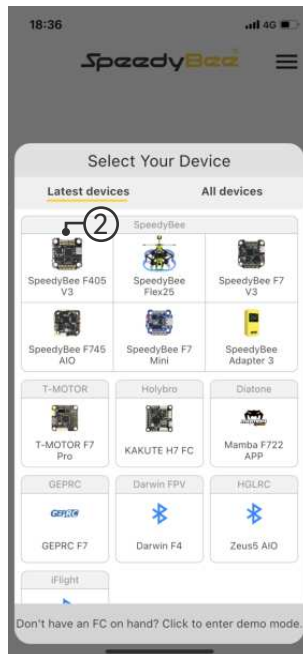 18:36
4G
SpeedyBee
Select Your Device
Latest devices
All devices
②
SpeedyBee
SpeedyBee F405
V3
SpeedyBee
Flex25
SpeedyBee F7
V3
SpeedyBee F745
AIO
SpeedyBee F7
Mini
SpeedyBee
Adapter 3
T-MOTOR
Holybro
Diatone
T-MOTOR F7
Pro
KAKUTE H7 FC
Mamba F722
APP
GEPRC
Darwin FPV
HGLRC
GEPRC
GEPRC F7
Darwin F4
Zeus5 AIO
iFlight
Don't have an FC on hand? Click to enter demo mode.